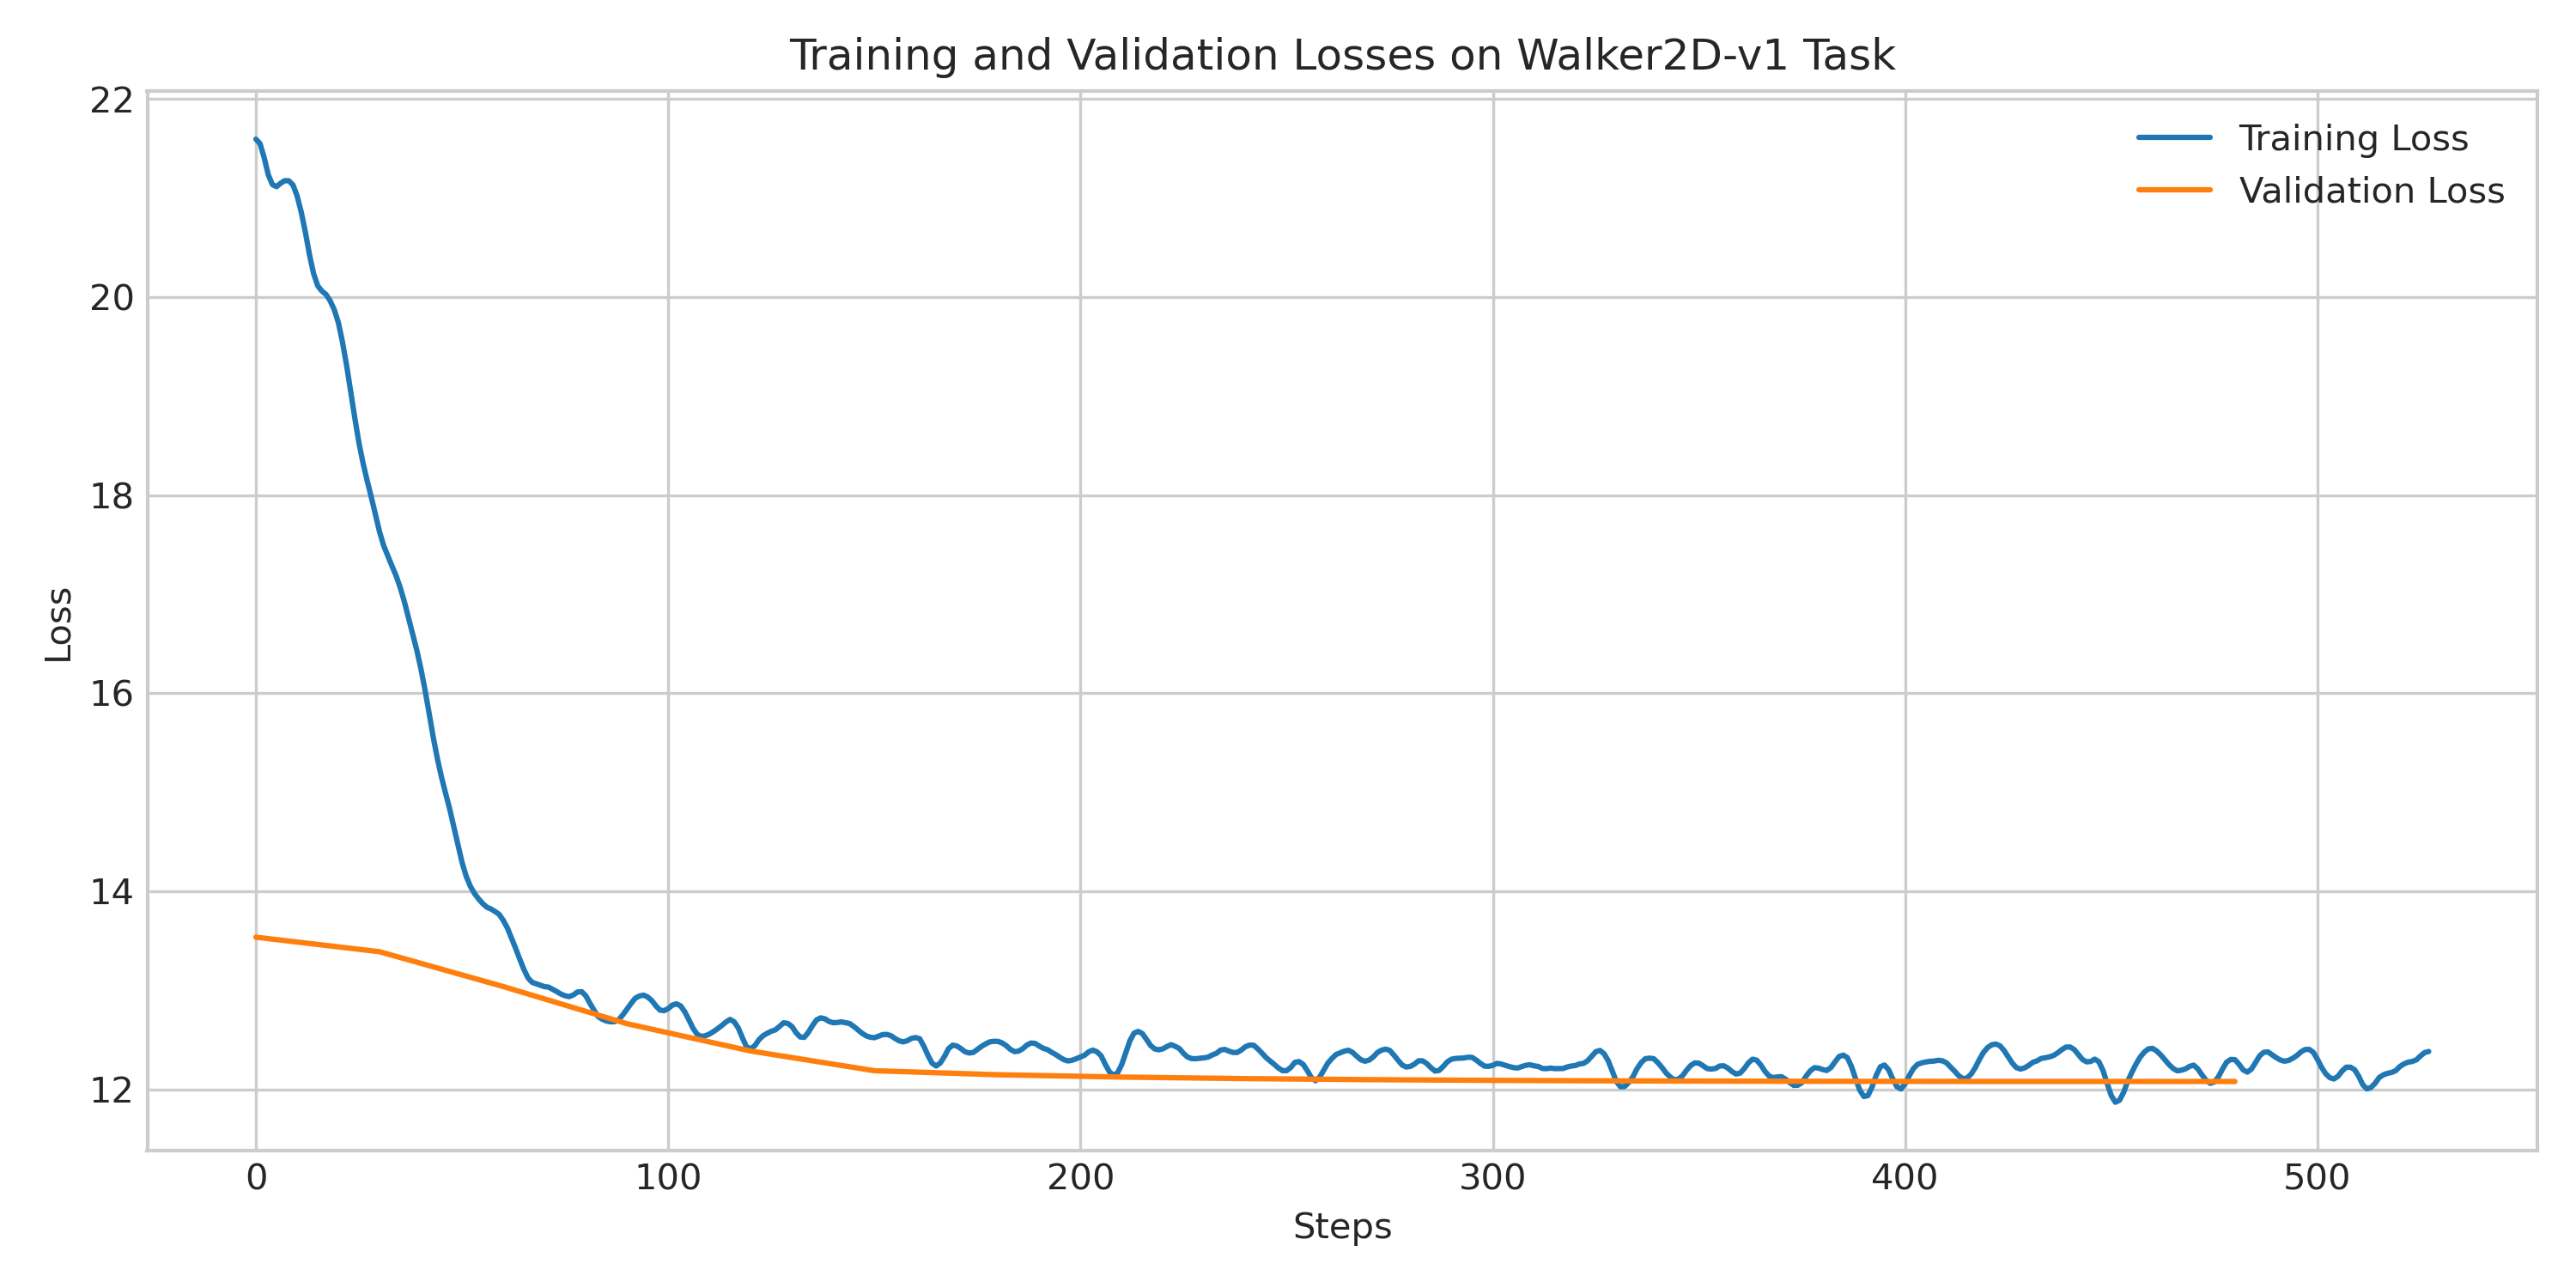 Training and Validation Losses on Walker2D-v1 Task
22
20
18
16
14
12
Loss
Training Loss
Validation Loss
0 100 200 300 400 500
Steps